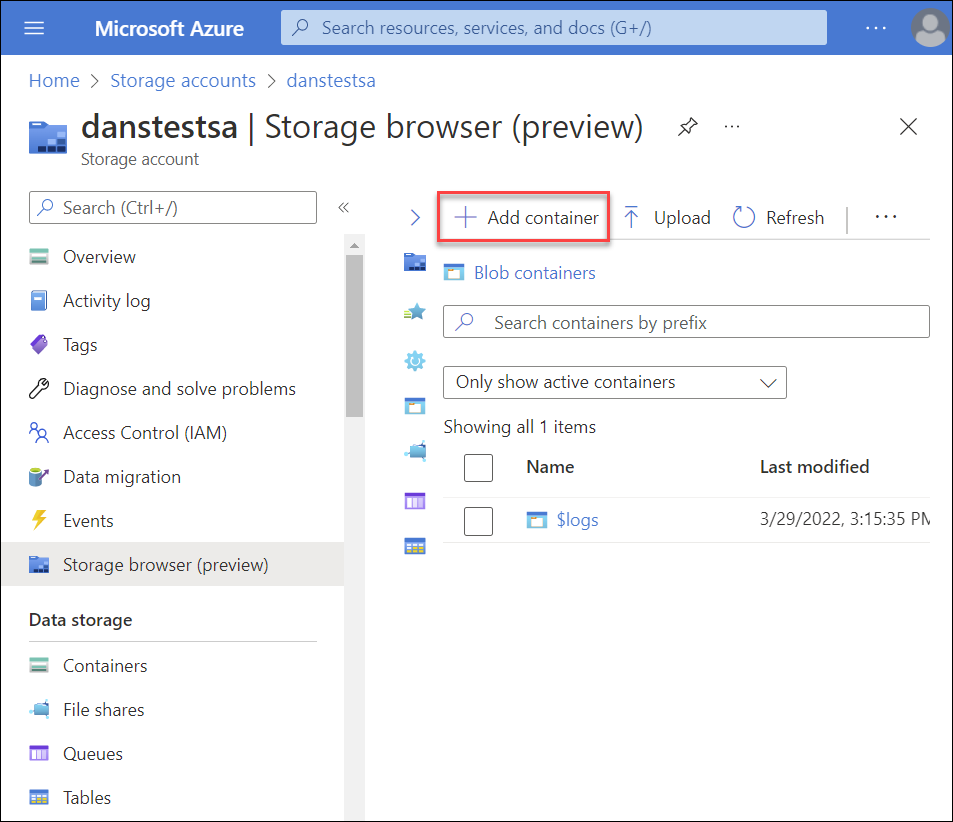 Microsoft Azure
Search resources, services, and docs (G+/)
...
Home > Storage accounts > danstestsa
danstestsa | Storage browser (preview)
...
Storage account
Search (Ctrl+/)
«
Overview
Activity log
Tags
Diagnose and solve problems
Access Control (IAM)
Data migration
Events
Storage browser (preview)
Data storage
Containers
File shares
Queues
Tables
> + Add container Upload Refresh | ...
Blob containers
Search containers by prefix
Only show active containers
Showing all 1 items
Name Last modified
$logs 3/29/2022, 3:15:35 PM